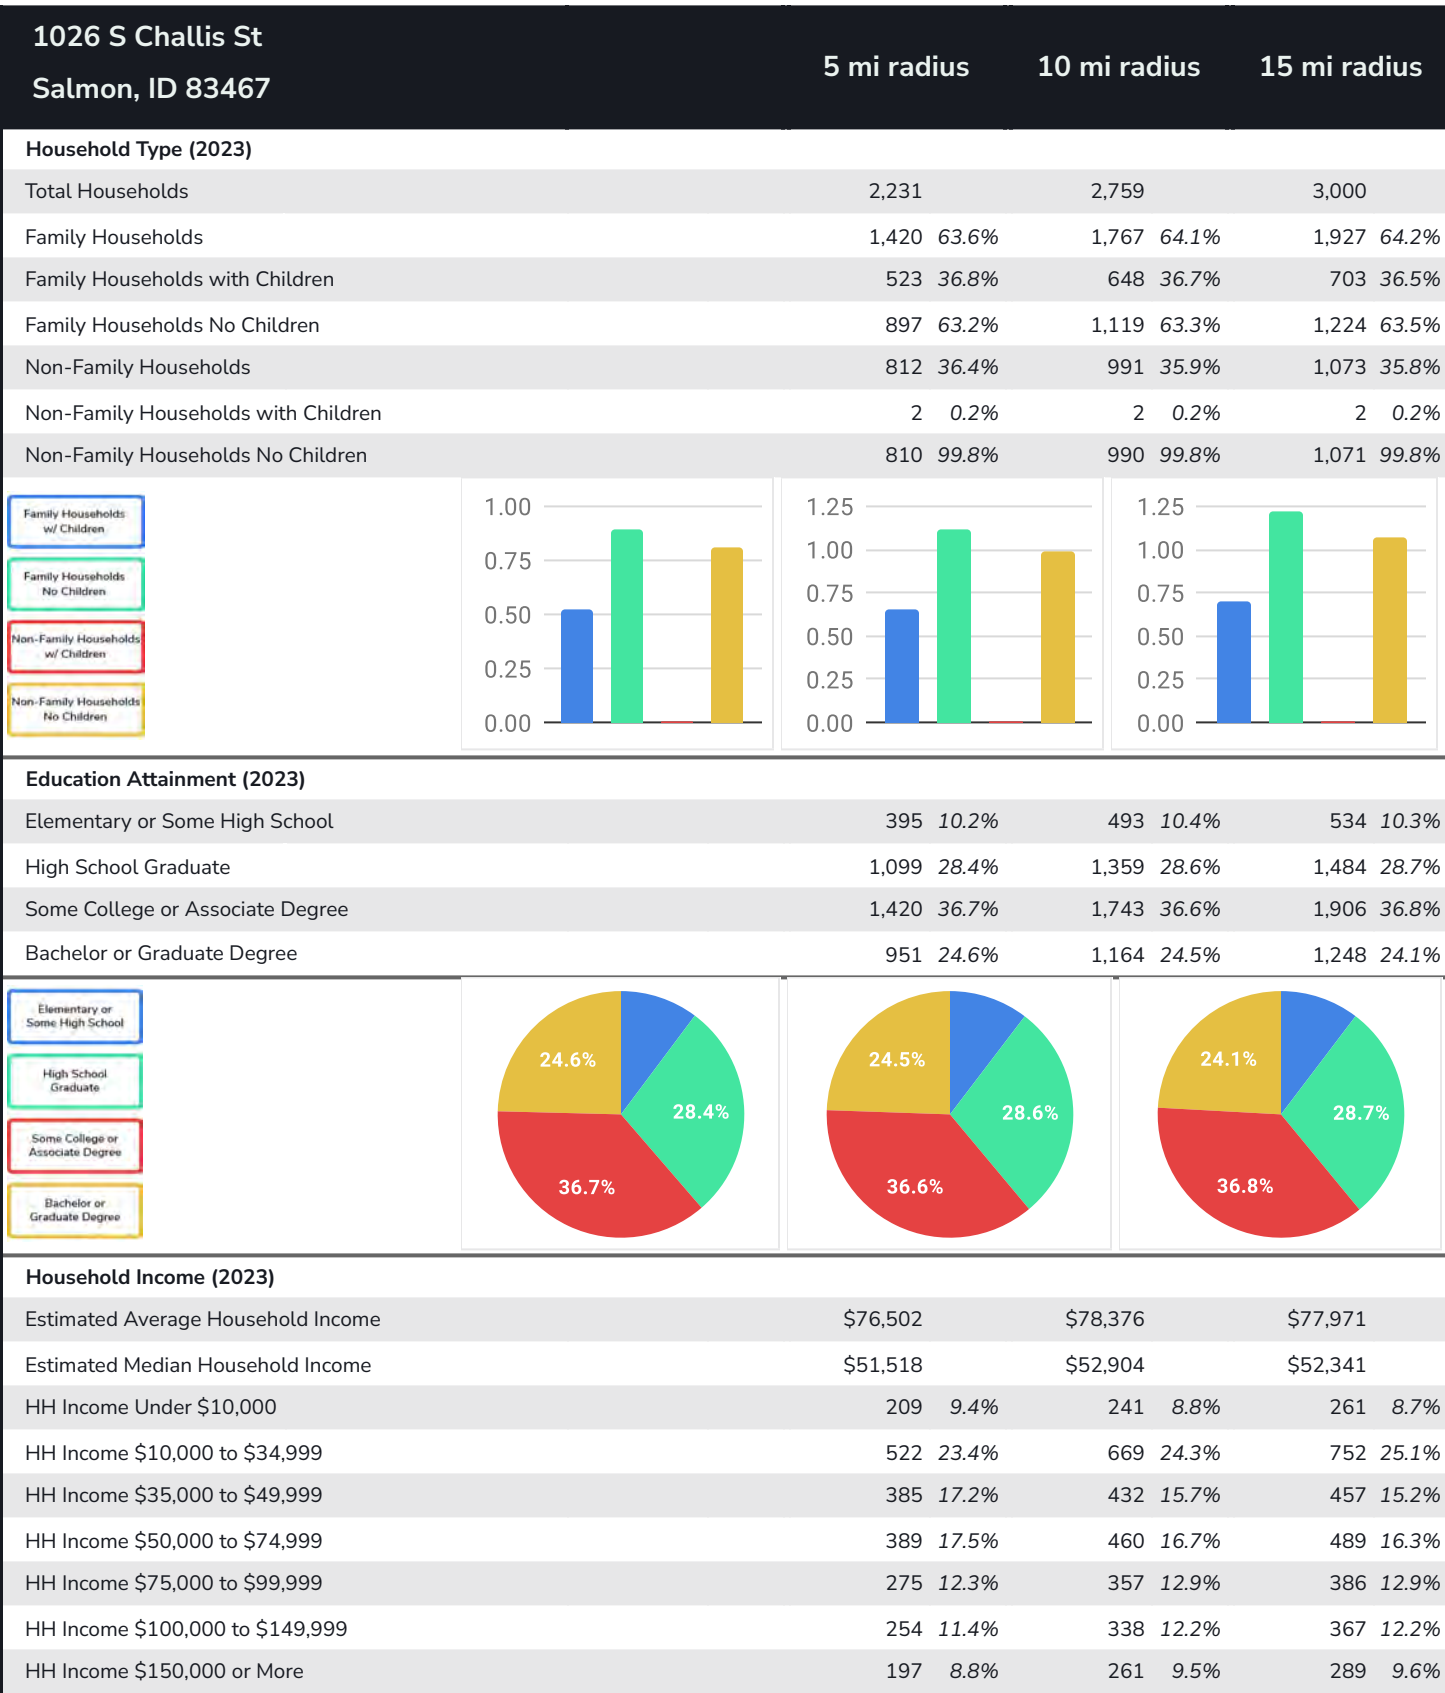 1026 S Challis St
Salmon, ID 83467
5 mi radius 10 mi radius 15 mi radius
Household Type (2023)
Total Households 2,231 2,759 3,000
Family Households 1,420 63.6% 1,767 64.1% 1,927 64.2%
Family Households with Children 523 36.8% 648 36.7% 703 36.5%
Family Households No Children 897 63.2% 1,119 63.3% 1,224 63.5%
Non-Family Households 812 36.4% 991 35.9% 1,073 35.8%
Non-Family Households with Children 2 0.2% 2 0.2% 2 0.2%
Non-Family Households No Children 810 99.8% 990 99.8% 1,071 99.8%
Family Households
w/ Children
Family Households
No Children
Non-Family Households
w/ Children
Non-Family Households
No Children
1.00
0.75
0.50
0.25
0.00
1.25
1.00
0.75
0.50
0.25
0.00
1.25
1.00
0.75
0.50
0.25
0.00
Education Attainment (2023)
Elementary or Some High School 395 10.2% 493 10.4% 534 10.3%
High School Graduate 1,099 28.4% 1,359 28.6% 1,484 28.7%
Some College or Associate Degree 1,420 36.7% 1,743 36.6% 1,906 36.8%
Bachelor or Graduate Degree 951 24.6% 1,164 24.5% 1,248 24.1%
Elementary or
Some High School
High School
Graduate
Some College or
Associate Degree
Bachelor or
Graduate Degree
24.6%
28.4%
36.7%
24.5%
28.6%
36.6%
24.1%
28.7%
36.8%
Household Income (2023)
Estimated Average Household Income $76,502 $78,376 $77,971
Estimated Median Household Income $51,518 $52,904 $52,341
HH Income Under $10,000 209 9.4% 241 8.8% 261 8.7%
HH Income $10,000 to $34,999 522 23.4% 669 24.3% 752 25.1%
HH Income $35,000 to $49,999 385 17.2% 432 15.7% 457 15.2%
HH Income $50,000 to $74,999 389 17.5% 460 16.7% 489 16.3%
HH Income $75,000 to $99,999 275 12.3% 357 12.9% 386 12.9%
HH Income $100,000 to $149,999 254 11.4% 338 12.2% 367 12.2%
HH Income $150,000 or More 197 8.8% 261 9.5% 289 9.6%